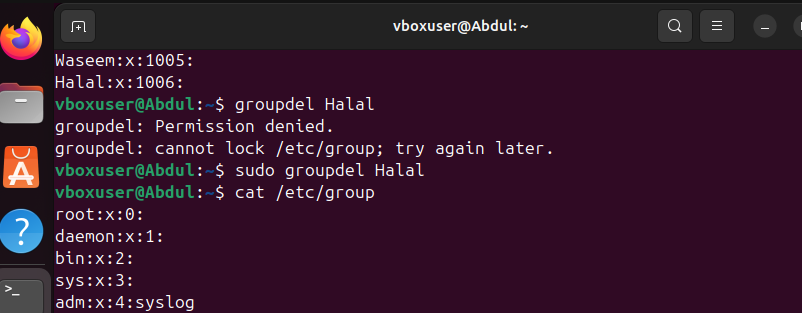 vboxuser@Abdul: ~
Waseem:x:1005:
Halal:x:1006:
vboxuser@Abdul:~$ groupdel Halal
groupdel: Permission denied.
groupdel: cannot lock /etc/group; try again later.
vboxuser@Abdul:~$ sudo groupdel Halal
vboxuser@Abdul:~$ cat /etc/group
root:x:0:
daemon:x:1:
bin:x:2:
sys:x:3:
adm:x:4:syslog